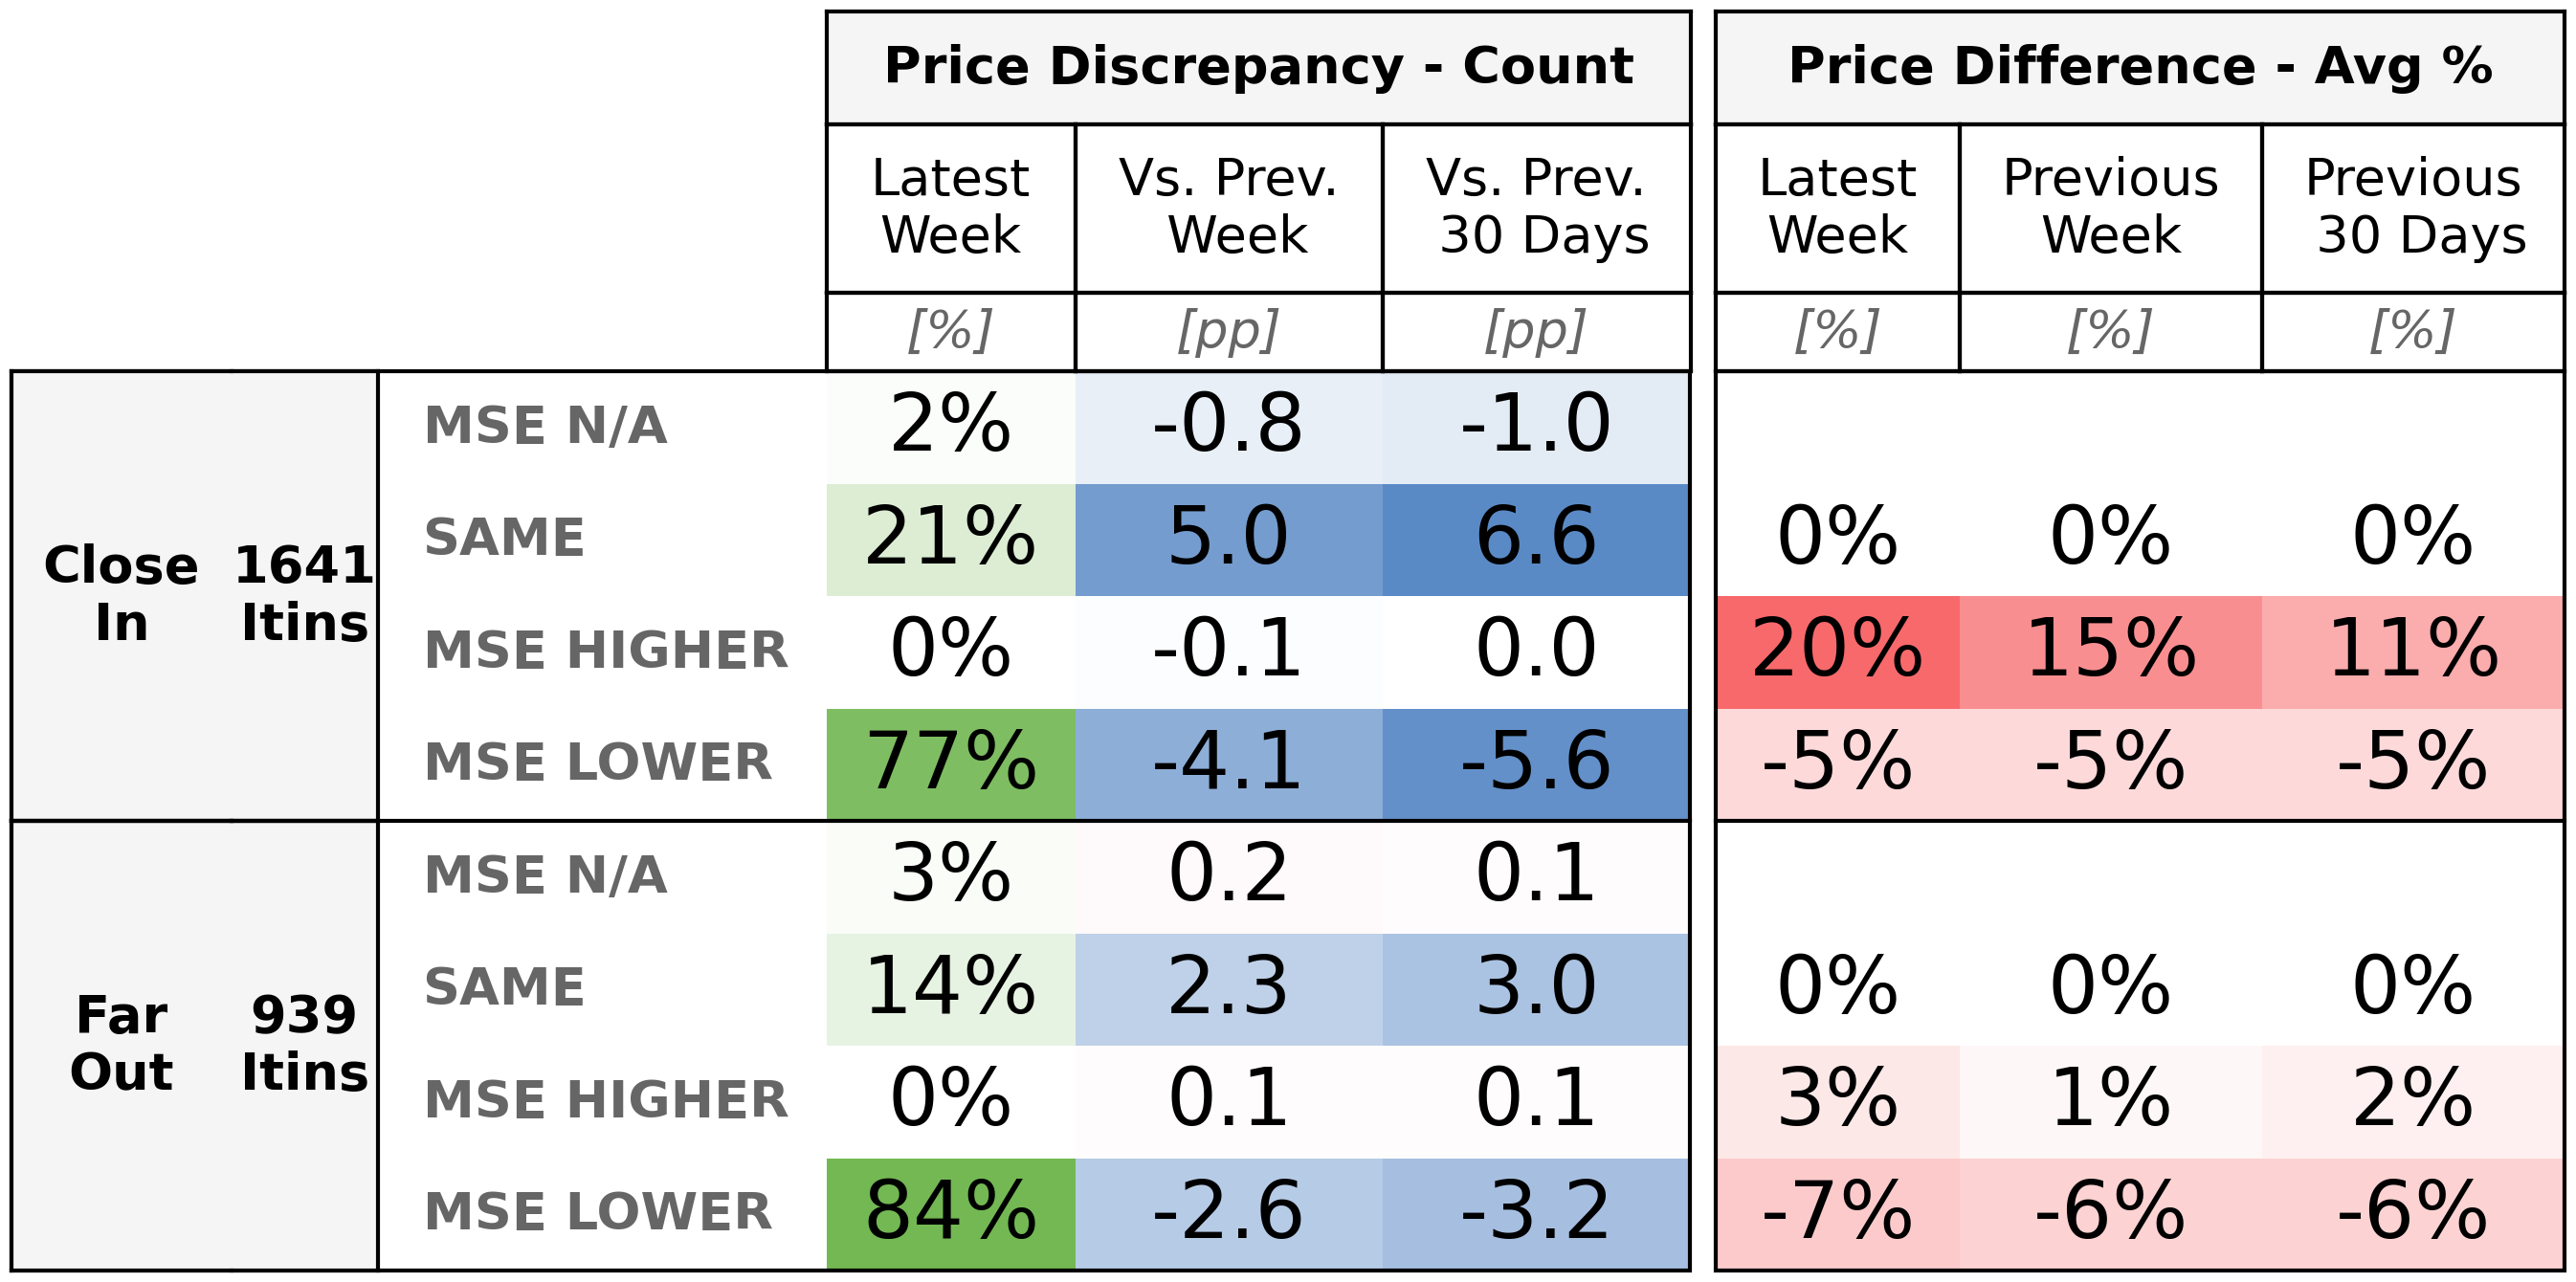 Price Discrepancy - Count Price Difference - Avg %
Latest Week Vs. Prev. Week Vs. Prev. 30 Days Latest Week Previous Week Previous 30 Days
[%] [pp] [pp] [%] [%] [%]
Close In 1641 Itins
MSE N/A 2% -0.8 -1.0
SAME 21% 5.0 6.6 0% 0% 0%
MSE HIGHER 0% -0.1 0.0 20% 15% 11%
MSE LOWER 77% -4.1 -5.6 -5% -5% -5%
Far Out 939 Itins
MSE N/A 3% 0.2 0.1
SAME 14% 2.3 3.0 0% 0% 0%
MSE HIGHER 0% 0.1 0.1 3% 1% 2%
MSE LOWER 84% -2.6 -3.2 -7% -6% -6%